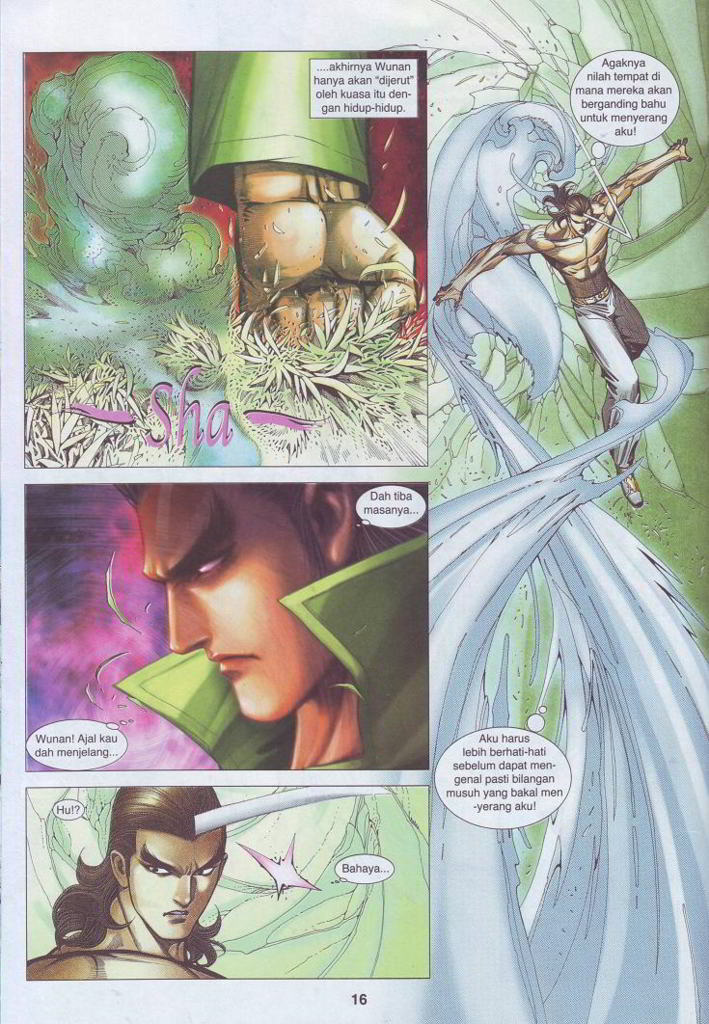 ....akhirnya Wunan
hanya akan "dijerut"
oleh kuasa itu den-
gan hidup-hidup.
Sha
Dah tiba
masanya...
Wunan! Ajal kau
dah menjelang...
Hu!?
Bahaya...
Agaknya
nilah tempat di
mana mereka akan
berganding bahu
untuk menyerang
aku!
Aku harus
lebih berhati-hati
sebelum dapat men-
genal pasti bilangan
musuh yang bakal men
-yerang aku!
16